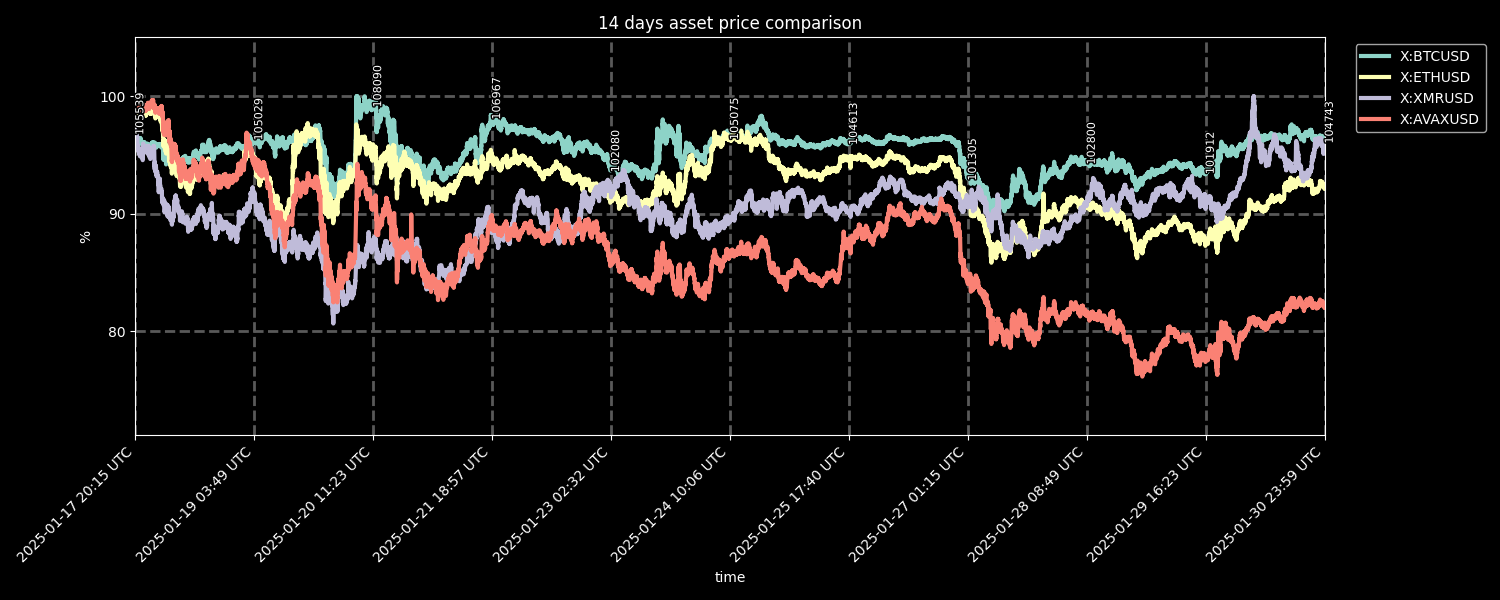 14 days asset price comparison
X:BTCUSD
X:ETHUSD
X:XMRUSD
X:AVAXUSD
100
90
80
%
105539
105029
108090
106967
102080
105075
104613
101305
102800
101912
104743
2025-01-17 20:15 UTC
2025-01-19 03:49 UTC
2025-01-20 11:23 UTC
2025-01-21 18:57 UTC
2025-01-23 02:32 UTC
2025-01-24 10:06 UTC
2025-01-25 17:40 UTC
2025-01-27 01:15 UTC
2025-01-28 08:49 UTC
2025-01-29 16:23 UTC
2025-01-30 23:59 UTC
time